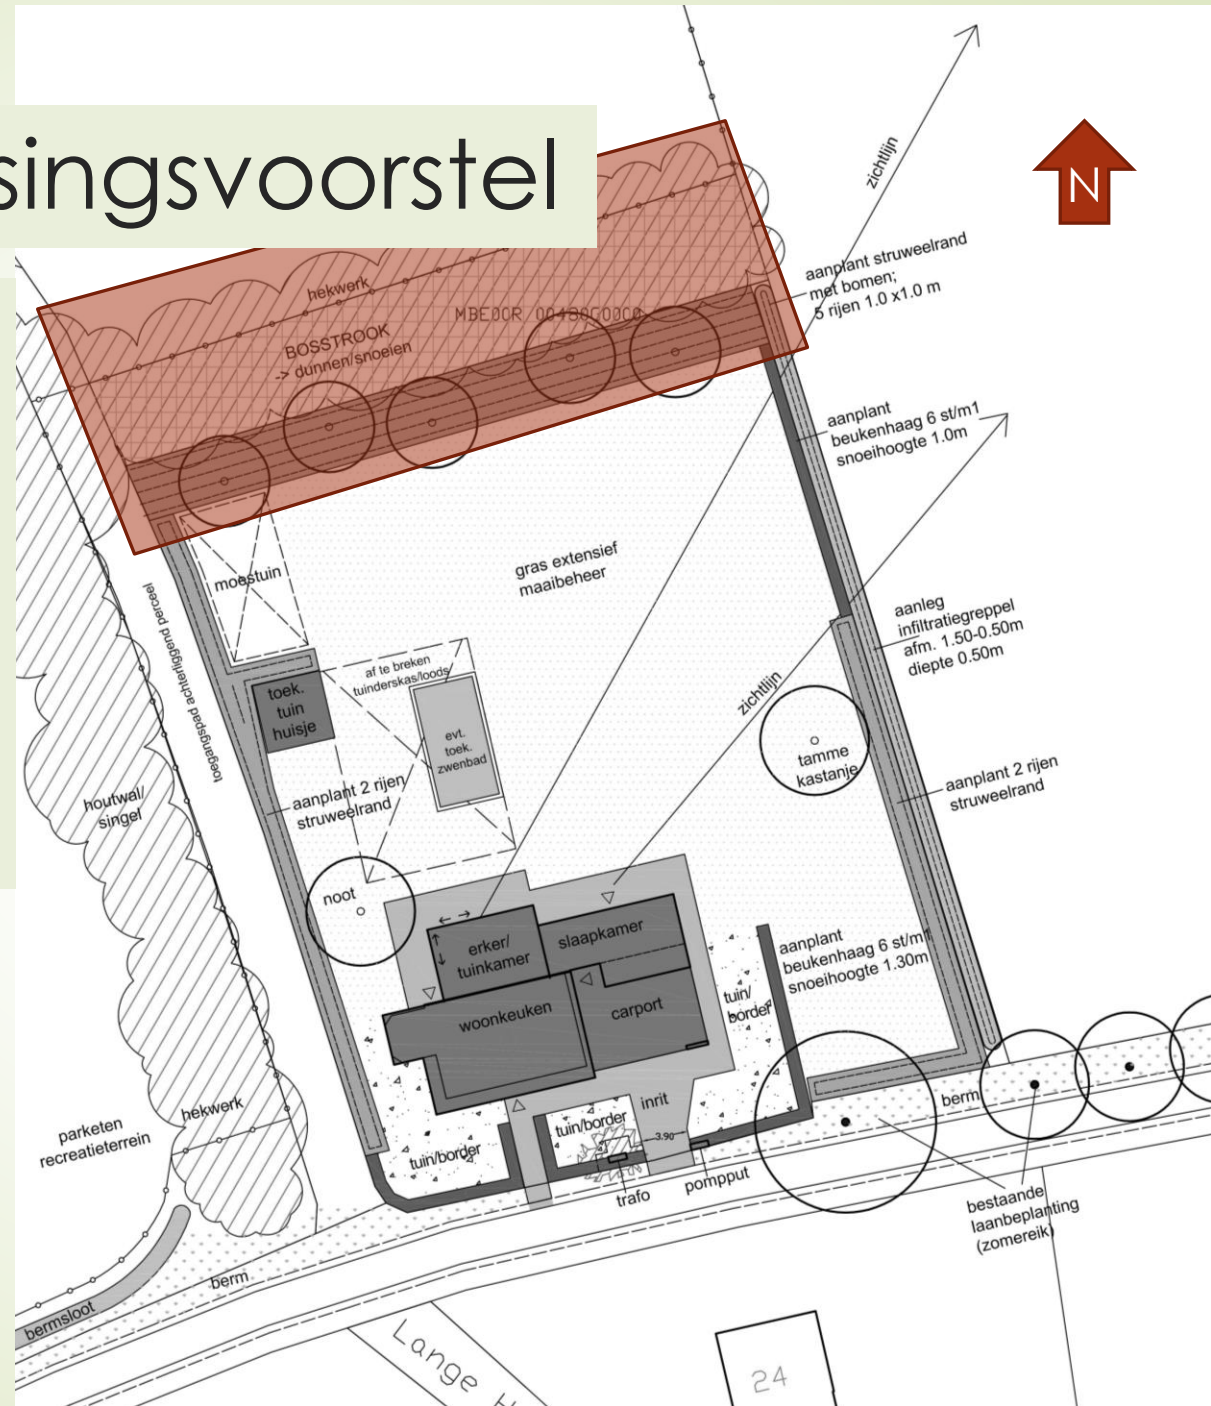 singsvoorstel
N
zichtlijn
aanplant struweelrand
met bomen;
5 rijen 1.0 x1.0 m
hekwerk
MBE00R 004B0G0000
BOSSTROOK
-> dunnen/snoeien
aanplant
beukenhaag 6 st/m1
snoeihoogte 1.0m
gras extensief
maaibeheer
moestuin
toegangspad achterliggend perceel
aanleg
infiltratiegreppel
afm. 1.50-0.50m
diepte 0.50m
af te breken
tuinderskas/loods
toek.
tuin
huisje
zichtlijn
evt.
toek.
zwenbad
tamme
kastanje
houtwal/
singel
aanplant 2 rijen
struweelrand
aanplant 2 rijen
struweelrand
noot
erker/
tuinkamer
slaapkamer
aanplant
beukenhaag 6 st/m1
snoeihoogte 1.30m
woonkeuken
carport
tuin/
border
parketen
recreatieterrein
hekwerk
inrit
tuin/border
berm
3.90
tuin/border
trafo
pompput
bestaande
laanbeplanting
(zomereik)
berm
bermsloot
Lange H
24